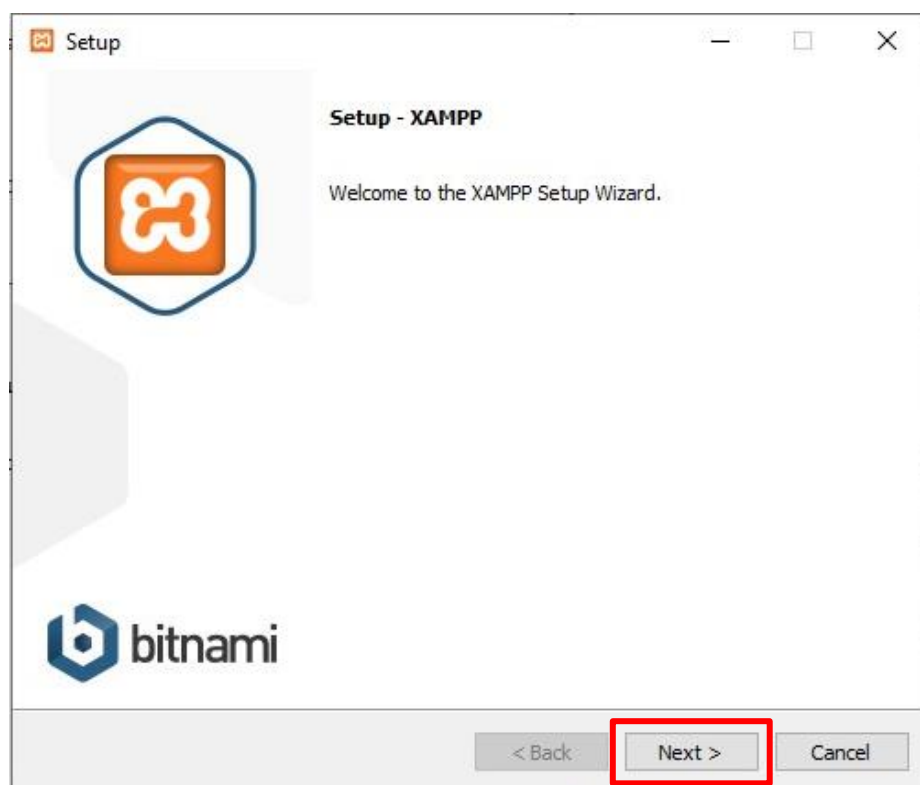 Setup
Setup - XAMPP
Welcome to the XAMPP Setup Wizard.
bitnami
< Back Next > Cancel